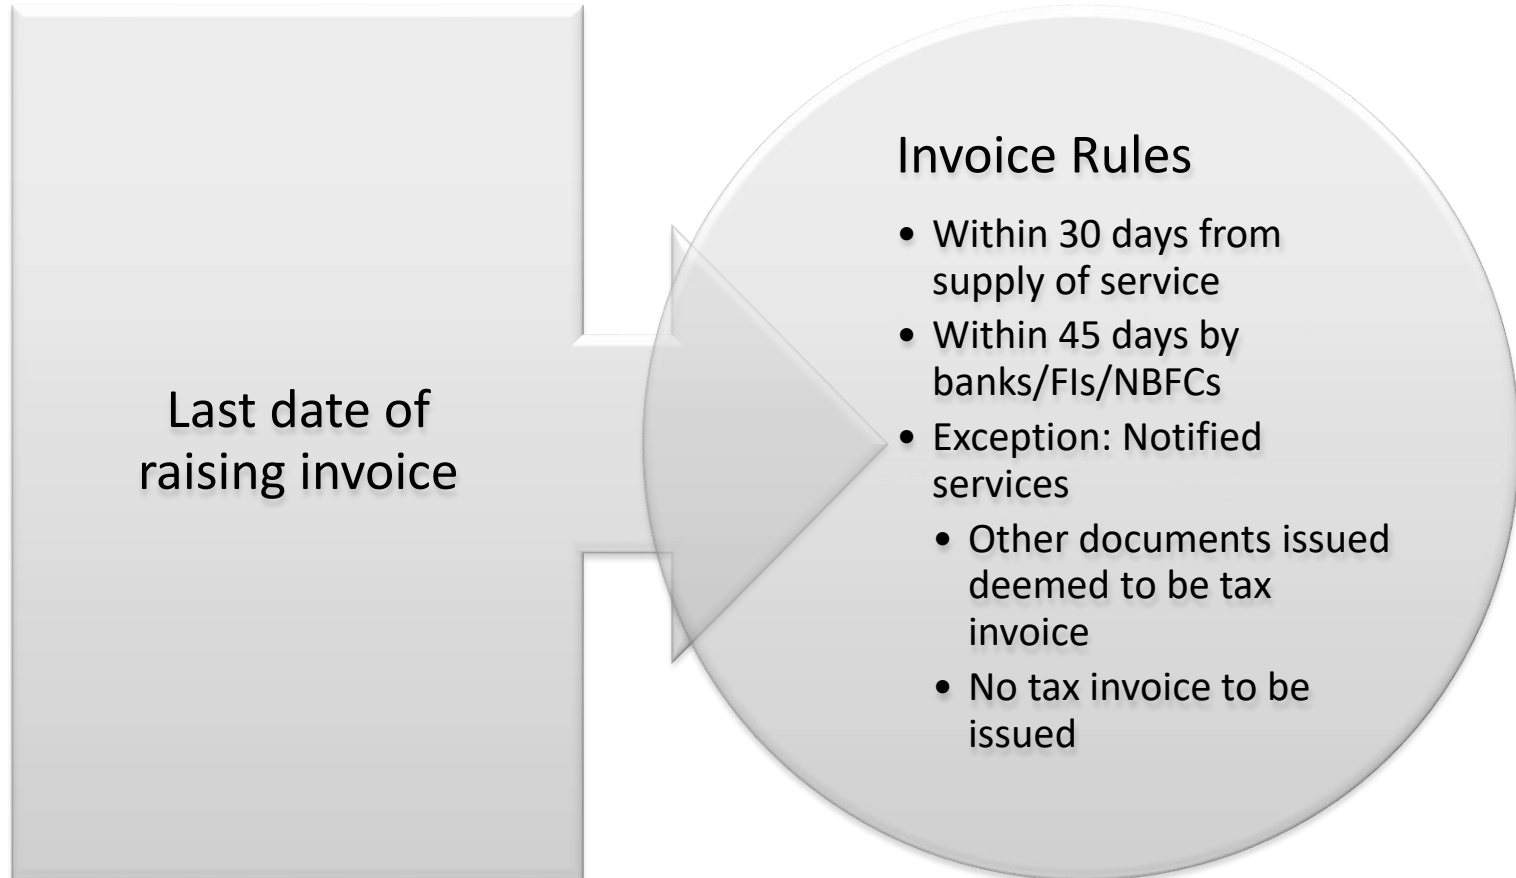 Last date of
raising invoice
Invoice Rules
• Within 30 days from
supply of service
• Within 45 days by
banks/FIs/NBFCs
• Exception: Notified
services
• Other documents issued
deemed to be tax
invoice
• No tax invoice to be
issued